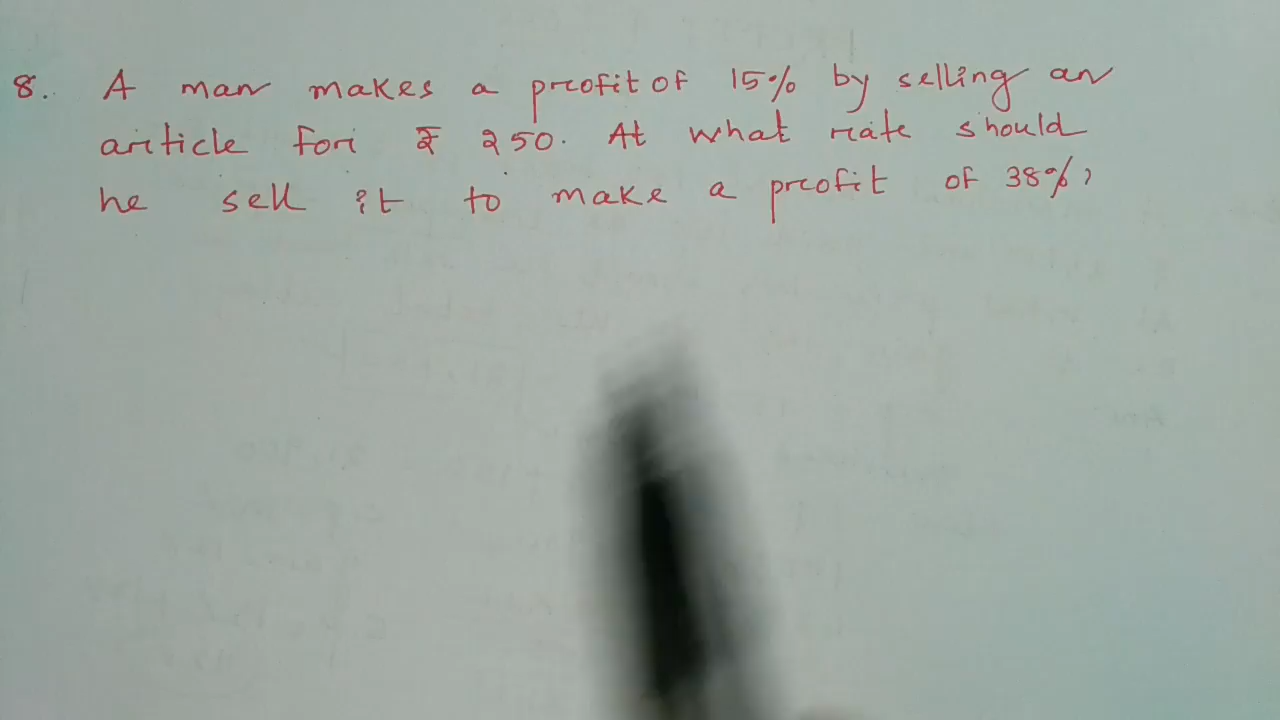 8. A man makes a profit of 15% by selling an
article for ₹ 250. At what rate should
he sell it to make a profit of 38%?